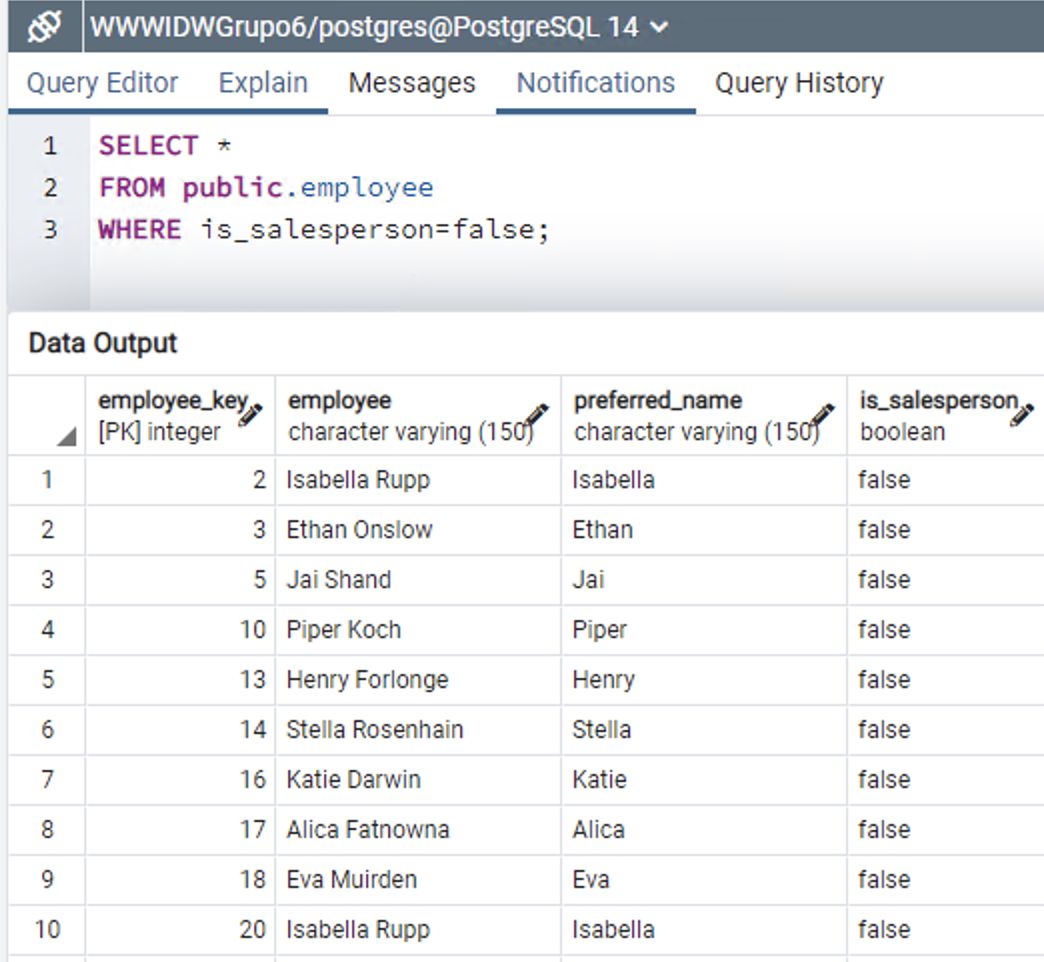 WWWIDWGrupo6/postgres@PostgreSQL 14
Query Editor Explain Messages Notifications Query History
1 SELECT *
2 FROM public.employee
3 WHERE is_salesperson=false;
Data Output
employee_key employee preferred_name is_salesperson
[PK] integer character varying (150) character varying (150) boolean
1 2 Isabella Rupp Isabella false
2 3 Ethan Onslow Ethan false
3 5 Jai Shand Jai false
4 10 Piper Koch Piper false
5 13 Henry Forlonge Henry false
6 14 Stella Rosenhain Stella false
7 16 Katie Darwin Katie false
8 17 Alica Fatnowna Alica false
9 18 Eva Muirden Eva false
10 20 Isabella Rupp Isabella false